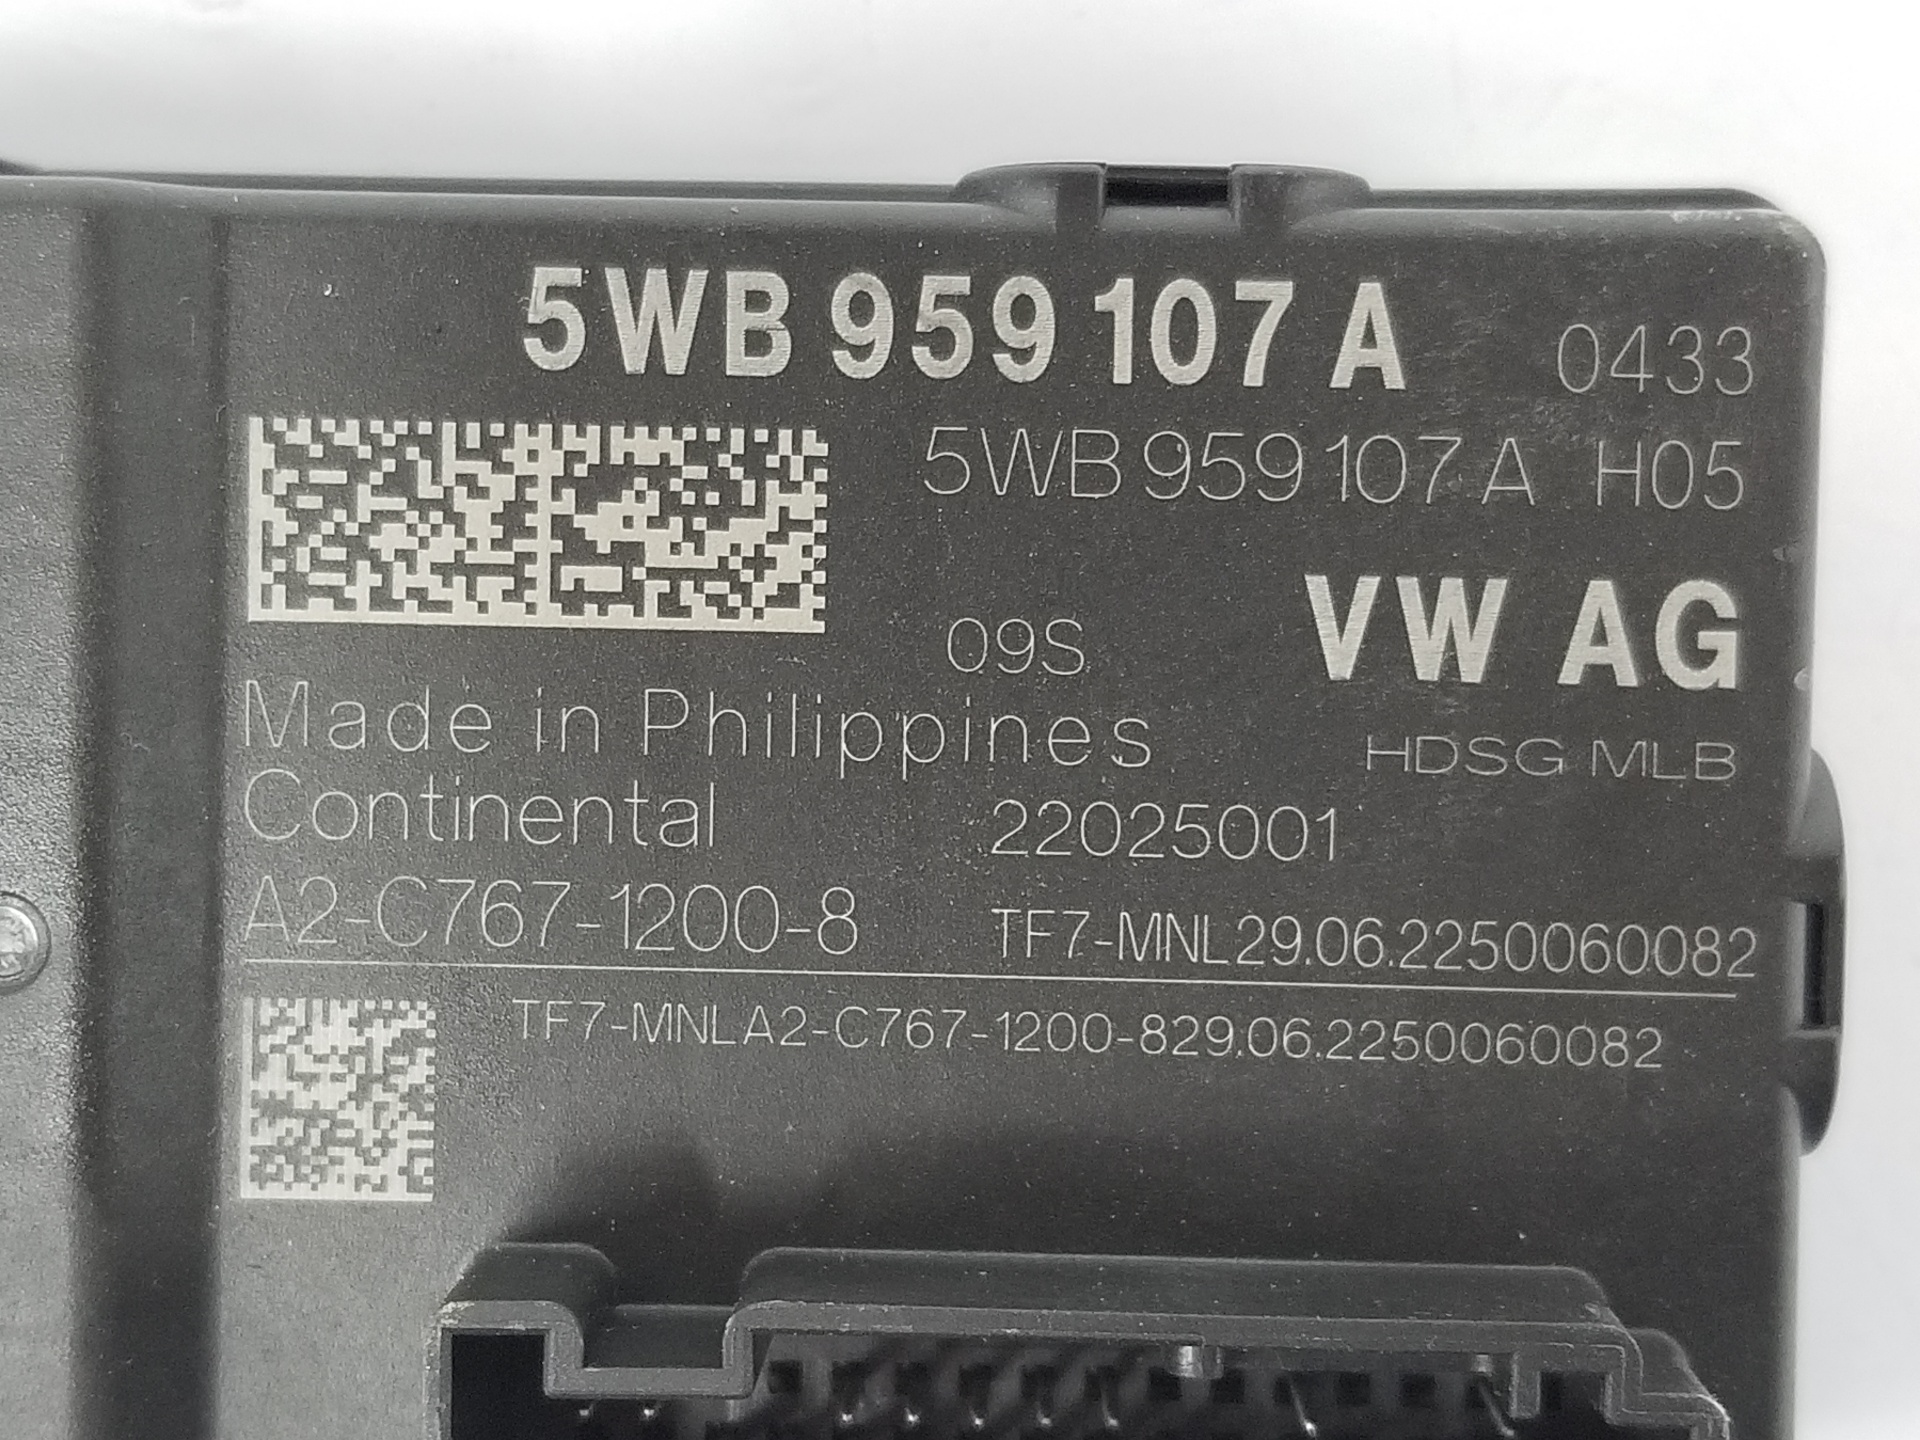 5WB 959 107 A 0433
5WB 959 107 A H05
09S VW AG
Made in Philippines HDSG MLB
Continental 22025001
A2-C767-1200-8 TF7-MNL29.06.2250060082
TF7-MNLA2-C767-1200-829.06.2250060082